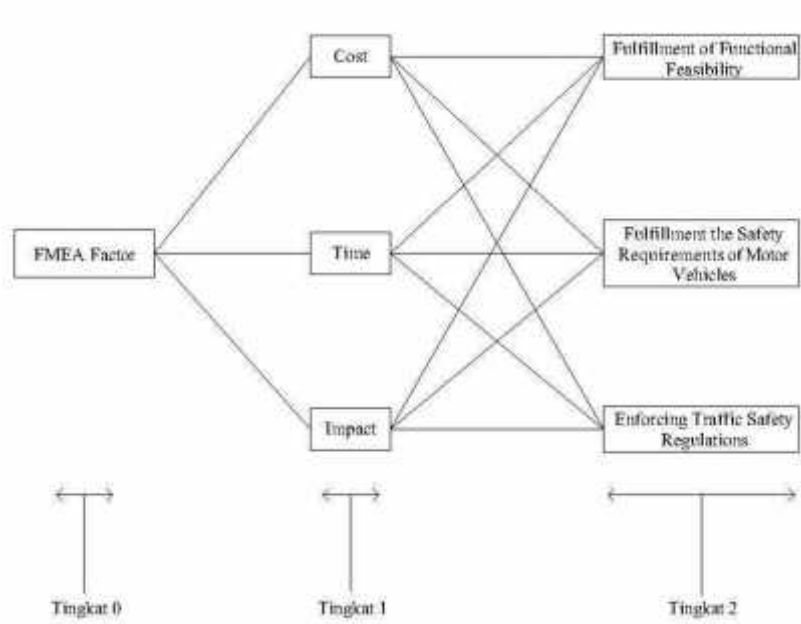 Cost
Fulfillment of Functional
Feasibility
FMEA Factor
Time
Fulfillment the Safety
Requirements of Motor
Vehicles
Impact
Enforcing Traffic Safety
Regulations
Tingkat 0
Tingkat 1
Tingkat 2